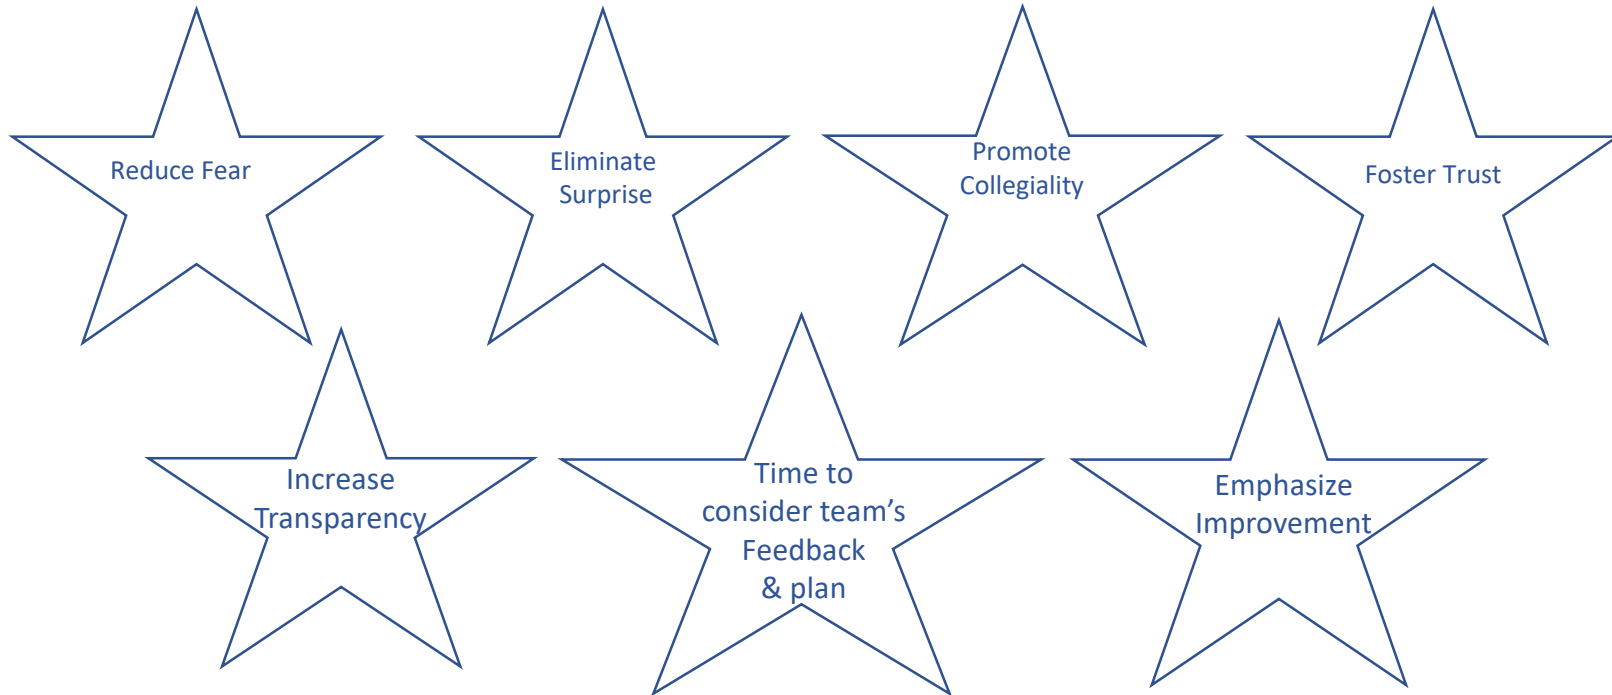 Reduce Fear
Eliminate
Surprise
Promote
Collegiality
Foster Trust
Increase
Transparency
Time to
consider team’s
Feedback
& plan
Emphasize
Improvement